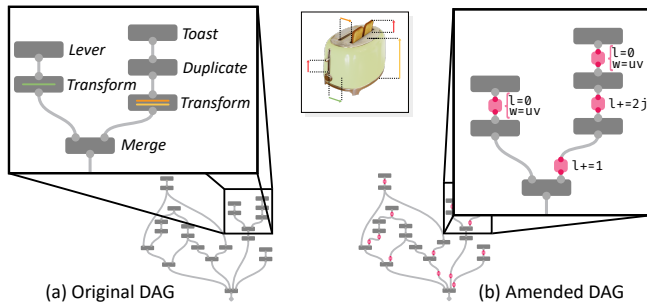 Lever
Transform
Toast
Duplicate
Transform
Merge
l=0
w=uv
l=0
w=uv
l+=2j
l+=1
(a) Original DAG
(b) Amended DAG